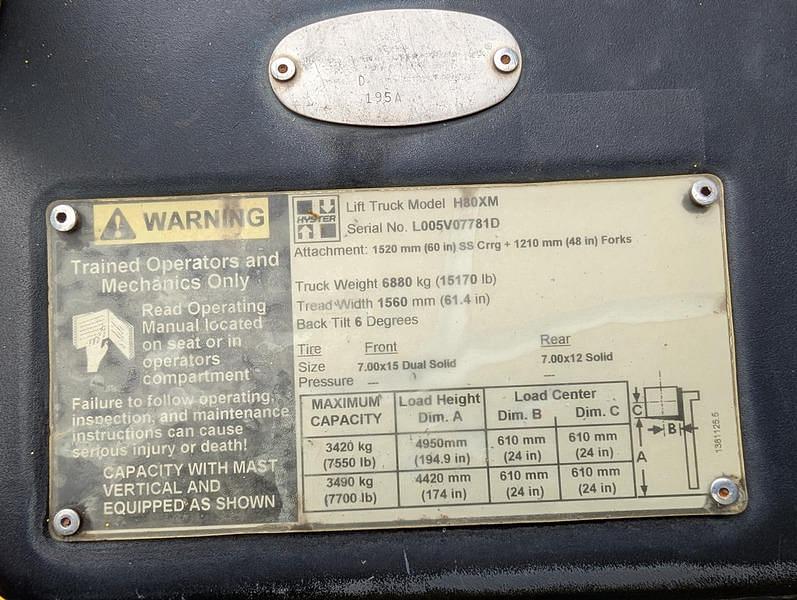 D
195A
WARNING
Trained Operators and
Mechanics Only
Read Operating
Manual located
on seat or in
operators
compartment
Failure to follow operating,
inspection, and maintenance
instructions can cause
serious injury or death!
CAPACITY WITH MAST
VERTICAL AND
EQUIPPED AS SHOWN
HYSTER
Lift Truck Model H80XM
Serial No. L005V07781D
Attachment: 1520 mm (60 in) SS Crrg + 1210 mm (48 in) Forks
Truck Weight 6880 kg (15170 lb)
Tread Width 1560 mm (61.4 in)
Back Tilt 6 Degrees
Tire Front Rear
Size 7.00x15 Dual Solid 7.00x12 Solid
Pressure --- ---
MAXIMUM CAPACITY Load Height Dim. A Load Center Dim. B Dim. C
3420 kg (7550 lb) 4950mm (194.9 in) 610 mm (24 in) 610 mm (24 in)
3490 kg (7700 lb) 4420 mm (174 in) 610 mm (24 in) 610 mm (24 in)
C
B
A
1381125.5